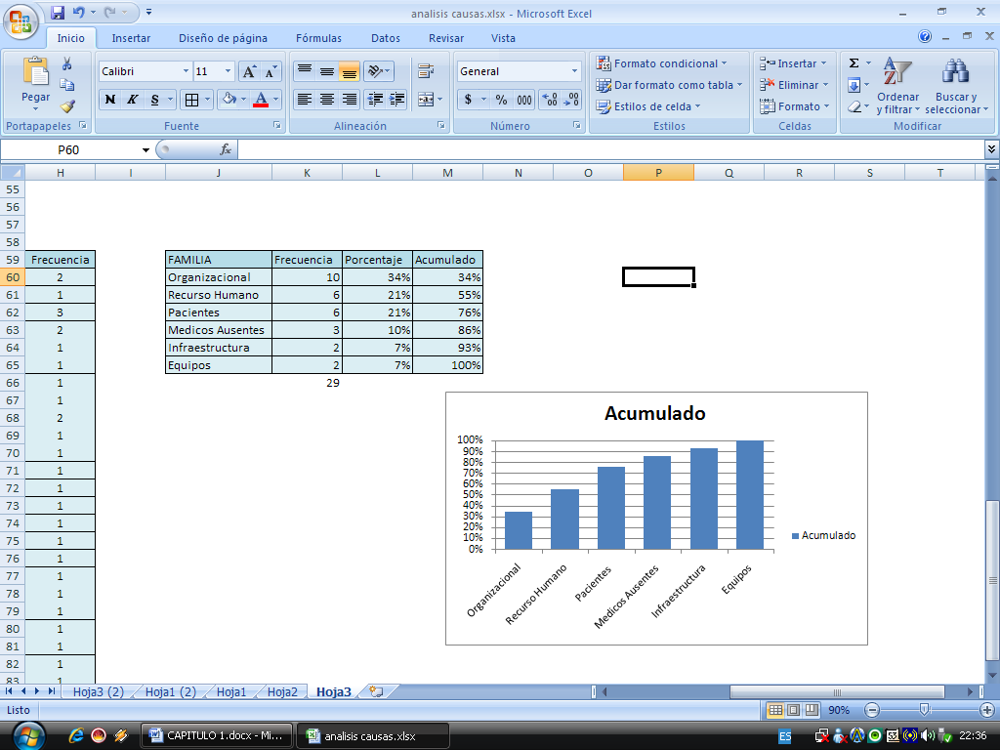 analisis causas.xlsx - Microsoft Excel
Inicio Insertar Diseño de página Fórmulas Datos Revisar Vista
Pegar
Portapapeles
Calibri 11
N K S
Fuente
Alineación
General
$ % 000
Número
Formato condicional
Dar formato como tabla
Estilos de celda
Estilos
Insertar
Eliminar
Formato
Celdas
Σ
Ordenar y filtrar
Buscar y seleccionar
Modificar
P60 fx
H I J K L M N O P Q R S T
55
56
57
58
59 Frecuencia FAMILIA Frecuencia Porcentaje Acumulado
60 2 Organizacional 10 34% 34%
61 1 Recurso Humano 6 21% 55%
62 3 Pacientes 6 21% 76%
63 2 Medicos Ausentes 3 10% 86%
64 1 Infraestructura 2 7% 93%
65 1 Equipos 2 7% 100%
66 1 29
67 1
68 2
69 1
70 1
71 1
72 1
73 1
74 1
75 1
76 1
77 1
78 1
79 1
80 1
81 1
82 1
83 1
Acumulado
100%
90%
80%
70%
60%
50%
40%
30%
20%
10%
0%
Organizacional Recurso Humano Pacientes Medicos Ausentes Infraestructura Equipos
Acumulado
Hoja3 (2) Hoja1 (2) Hoja1 Hoja2 Hoja3
Listo 90%
CAPITULO 1.docx - Mi... analisis causas.xlsx ES 22:36